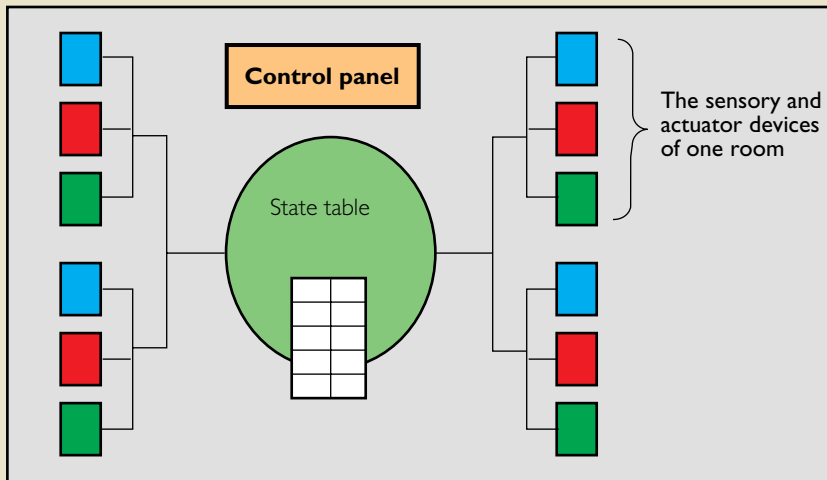 Control panel
State table
The sensory and
actuator devices
of one room